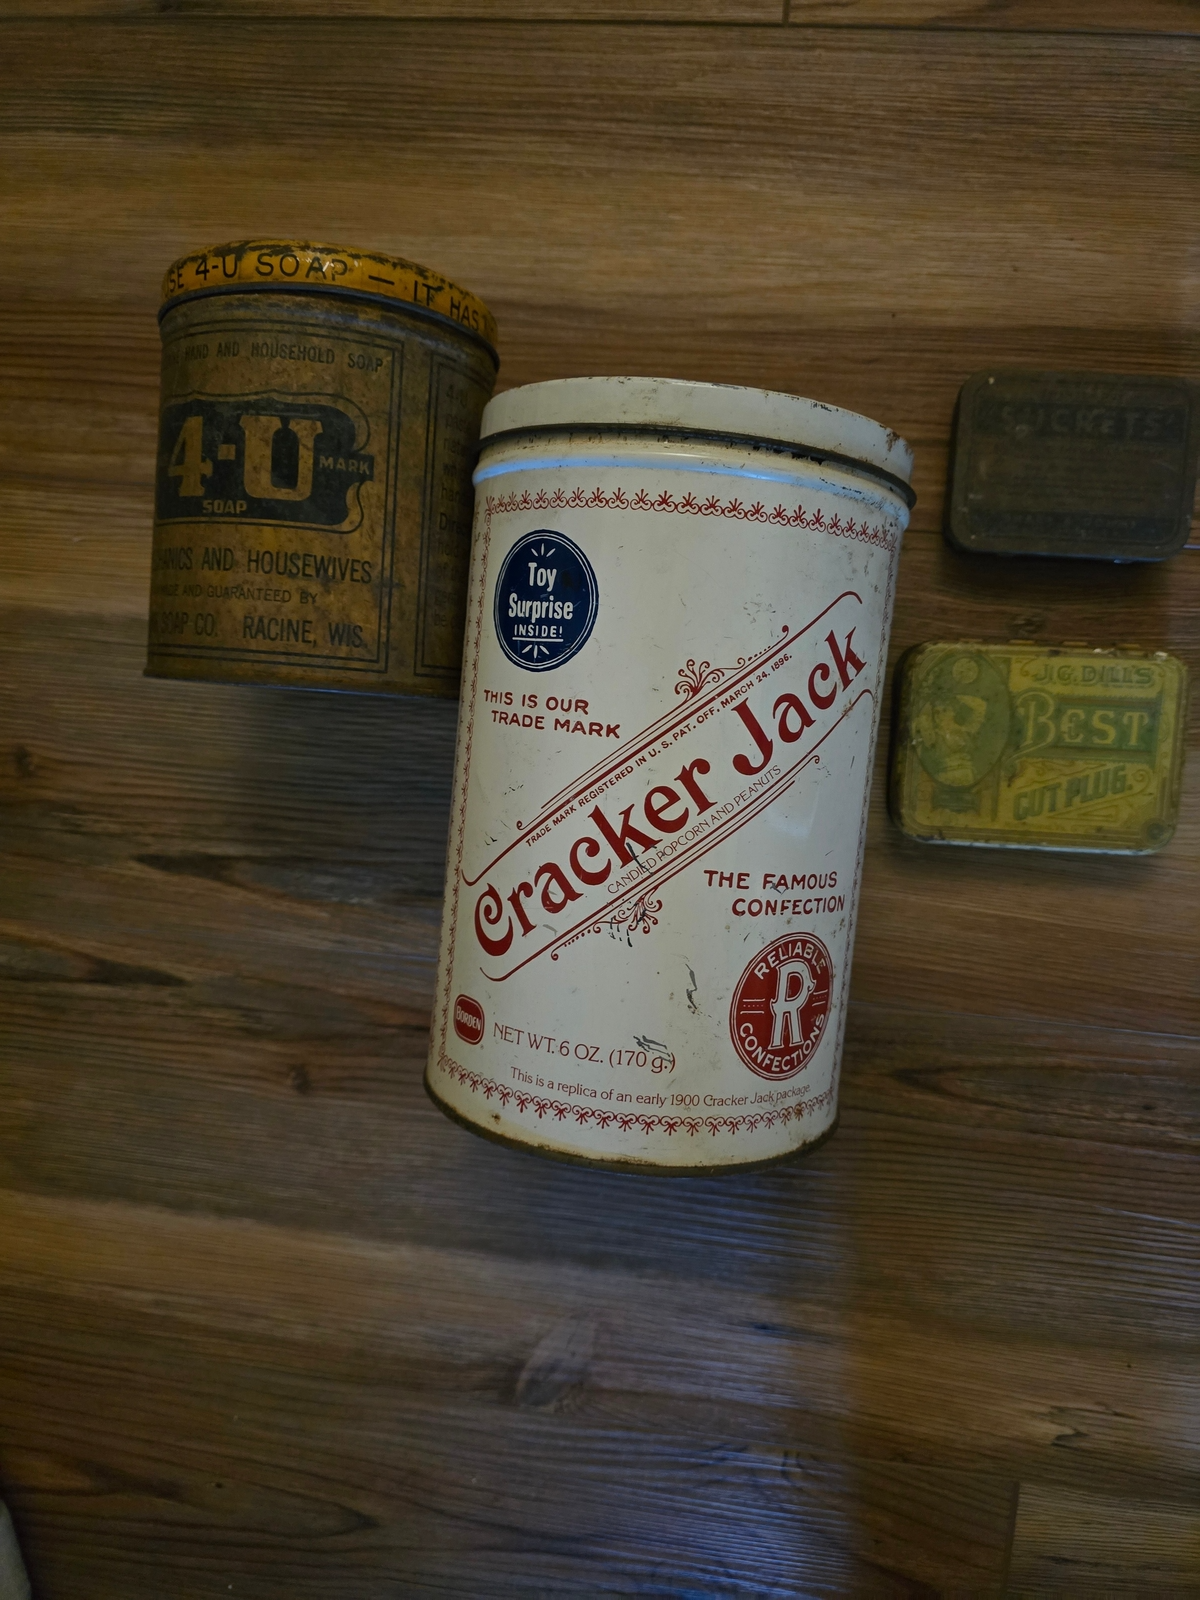 SE 4-U SOAP — IT HAS
HAND AND HOUSEHOLD SOAP
4-U
MARK
SOAP
AND HOUSEWIVES
AND GUARANTEED BY
SOAP CO. RACINE, WIS.
Toy
Surprise
INSIDE!
THIS IS OUR
TRADE MARK
TRADE MARK REGISTERED IN U. S. PAT. OFF. MARCH 24, 1896.
Cracker Jack
CANDIED POPCORN AND PEANUTS
THE FAMOUS
CONFECTION
RELIABLE
R
CONFECTIONS
BORDEN
NET WT. 6 OZ. (170 g.)
This is a replica of an early 1900 Cracker Jack package.
J.G. DILL'S
BEST
CUT PLUG.